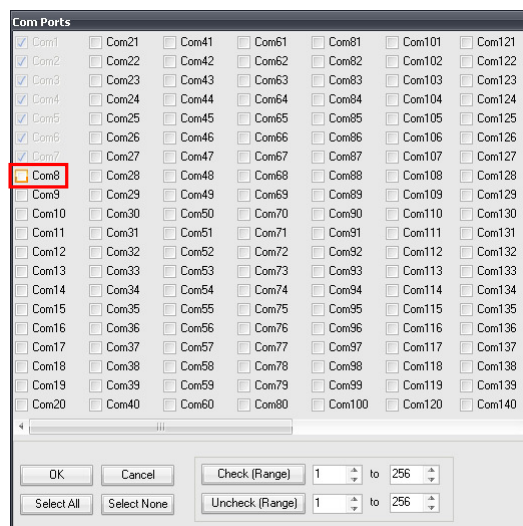 Com Ports
Com1 Com21 Com41 Com61 Com81 Com101 Com121
Com2 Com22 Com42 Com62 Com82 Com102 Com122
Com3 Com23 Com43 Com63 Com83 Com103 Com123
Com4 Com24 Com44 Com64 Com84 Com104 Com124
Com5 Com25 Com45 Com65 Com85 Com105 Com125
Com6 Com26 Com46 Com66 Com86 Com106 Com126
Com7 Com27 Com47 Com67 Com87 Com107 Com127
Com8 Com28 Com48 Com68 Com88 Com108 Com128
Com9 Com29 Com49 Com69 Com89 Com109 Com129
Com10 Com30 Com50 Com70 Com90 Com110 Com130
Com11 Com31 Com51 Com71 Com91 Com111 Com131
Com12 Com32 Com52 Com72 Com92 Com112 Com132
Com13 Com33 Com53 Com73 Com93 Com113 Com133
Com14 Com34 Com54 Com74 Com94 Com114 Com134
Com15 Com35 Com55 Com75 Com95 Com115 Com135
Com16 Com36 Com56 Com76 Com96 Com116 Com136
Com17 Com37 Com57 Com77 Com97 Com117 Com137
Com18 Com38 Com58 Com78 Com98 Com118 Com138
Com19 Com39 Com59 Com79 Com99 Com119 Com139
Com20 Com40 Com60 Com80 Com100 Com120 Com140
OK Cancel Check (Range) 1 to 256
Select All Select None Uncheck (Range) 1 to 256